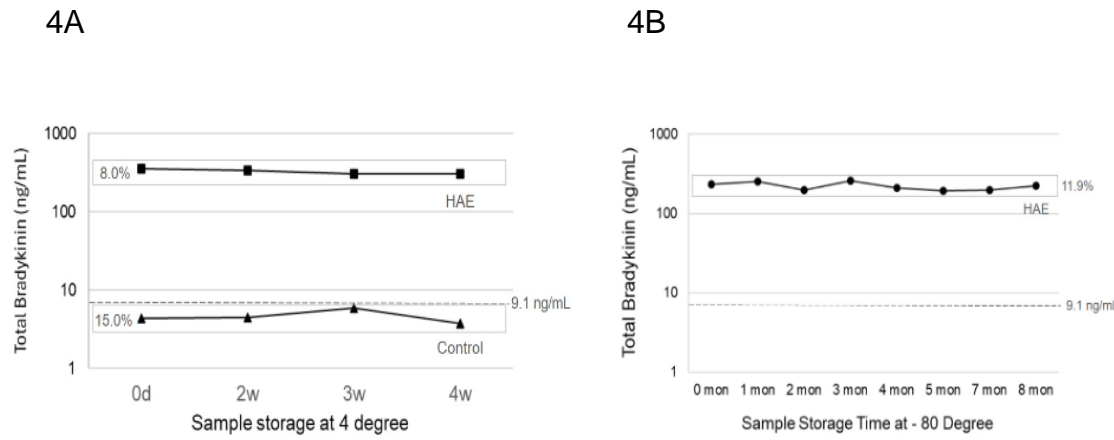 4A
4B
Total Bradykinin (ng/mL)
1000
100
10
1
8.0%
HAE
9.1 ng/mL
15.0%
Control
0d 2w 3w 4w
Sample storage at 4 degree
Total Bradykinin (ng/mL)
1000
100
10
1
11.9%
HAE
9.1 ng/mL
0 mon 1 mon 2 mon 3 mon 4 mon 5 mon 7 mon 8 mon
Sample Storage Time at - 80 Degree